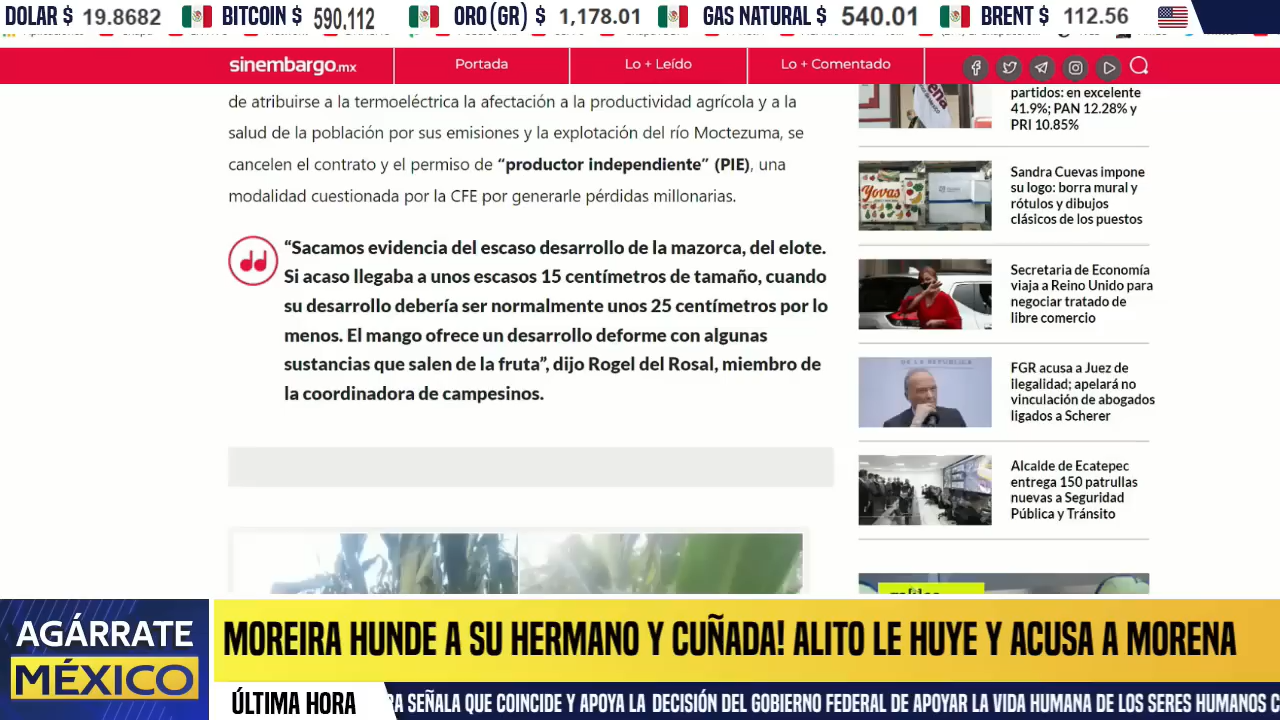 DOLAR $ 19.8682 BITCOIN $ 590,112 ORO(GR) $ 1,178.01 GAS NATURAL $ 540.01 BRENT $ 112.56
sinembargo.mx Portada Lo + Leído Lo + Comentado
de atribuirse a la termoeléctrica la afectación a la productividad agrícola y a la
salud de la población por sus emisiones y la explotación del río Moctezuma, se
cancelen el contrato y el permiso de “productor independiente” (PIE), una
modalidad cuestionada por la CFE por generarle pérdidas millonarias.
“Sacamos evidencia del escaso desarrollo de la mazorca, del elote.
Si acaso llegaba a unos escasos 15 centímetros de tamaño, cuando
su desarrollo debería ser normalmente unos 25 centímetros por lo
menos. El mango ofrece un desarrollo deforme con algunas
sustancias que salen de la fruta”, dijo Rogel del Rosal, miembro de
la coordinadora de campesinos.
partidos: en excelente
41.9%; PAN 12.28% y
PRI 10.85%
Yovas
Sandra Cuevas impone
su logo: borra mural y
rótulos y dibujos
clásicos de los puestos
Secretaria de Economía
viaja a Reino Unido para
negociar tratado de
libre comercio
DE LA REPÚBLICA
FGR acusa a Juez de
ilegalidad; apelará no
vinculación de abogados
ligados a Scherer
Alcalde de Ecatepec
entrega 150 patrullas
nuevas a Seguridad
Pública y Tránsito
AGÁRRATE
MÉXICO
MOREIRA HUNDE A SU HERMANO Y CUÑADA! ALITO LE HUYE Y ACUSA A MORENA
ÚLTIMA HORA
RA SEÑALA QUE COINCIDE Y APOYA LA DECISIÓN DEL GOBIERNO FEDERAL DE APOYAR LA VIDA HUMANA DE LOS SERES HUMANOS C